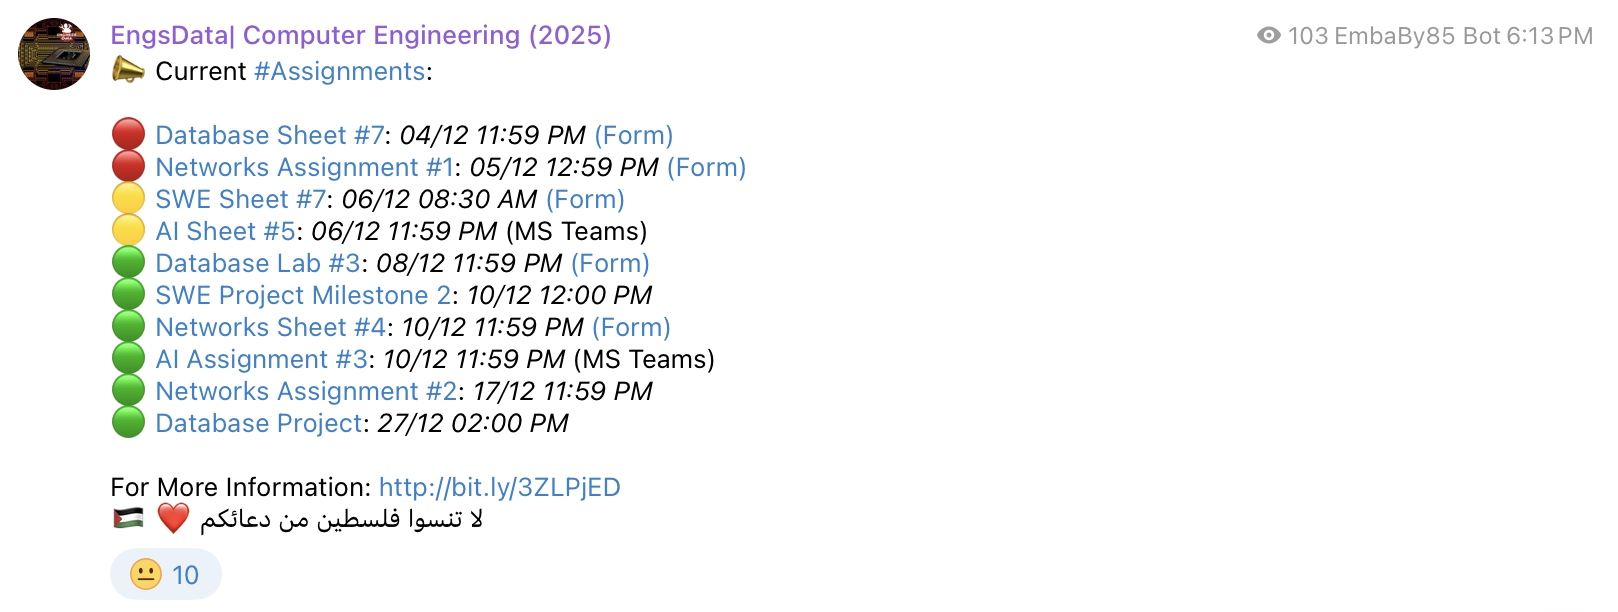 EngsData| Computer Engineering (2025)
103 EmbaBy85 Bot 6:13 PM
📣 Current #Assignments:
🔴 Database Sheet #7: 04/12 11:59 PM (Form)
🔴 Networks Assignment #1: 05/12 12:59 PM (Form)
🟡 SWE Sheet #7: 06/12 08:30 AM (Form)
🟡 AI Sheet #5: 06/12 11:59 PM (MS Teams)
🟢 Database Lab #3: 08/12 11:59 PM (Form)
🟢 SWE Project Milestone 2: 10/12 12:00 PM
🟢 Networks Sheet #4: 10/12 11:59 PM (Form)
🟢 AI Assignment #3: 10/12 11:59 PM (MS Teams)
🟢 Networks Assignment #2: 17/12 11:59 PM
🟢 Database Project: 27/12 02:00 PM
For More Information: http://bit.ly/3ZLPjED
لا تنسوا فلسطين من دعائكم ❤️ 🇵🇸
😐 10